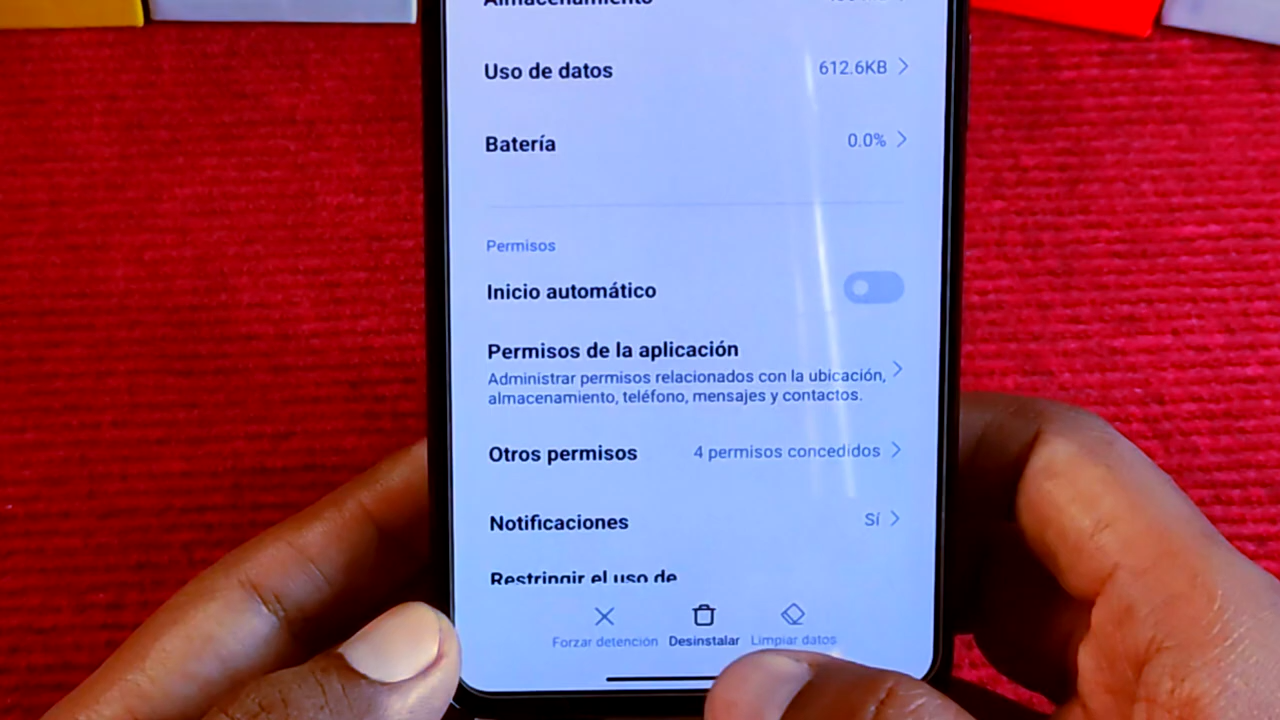 Almacenamiento
Uso de datos 612.6KB
Batería 0.0%
Permisos
Inicio automático
Permisos de la aplicación
Administrar permisos relacionados con la ubicación,
almacenamiento, teléfono, mensajes y contactos.
Otros permisos 4 permisos concedidos
Notificaciones Sí
Restringir el uso de
Forzar detención Desinstalar Limpiar datos